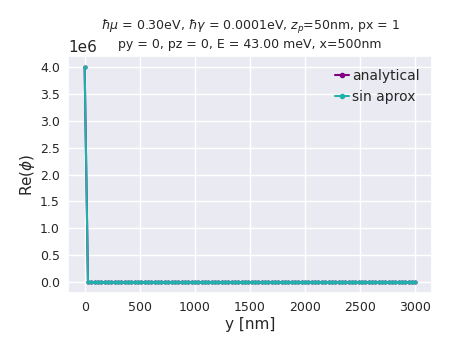 ℏμ = 0.30eV, ℏγ = 0.0001eV, zₚ=50nm, px = 1
py = 0, pz = 0, E = 43.00 meV, x=500nm
1e6
4.0
3.5
3.0
2.5
2.0
1.5
1.0
0.5
0.0
Re(ϕ)
analytical
sin aprox
0 500 1000 1500 2000 2500 3000
y [nm]